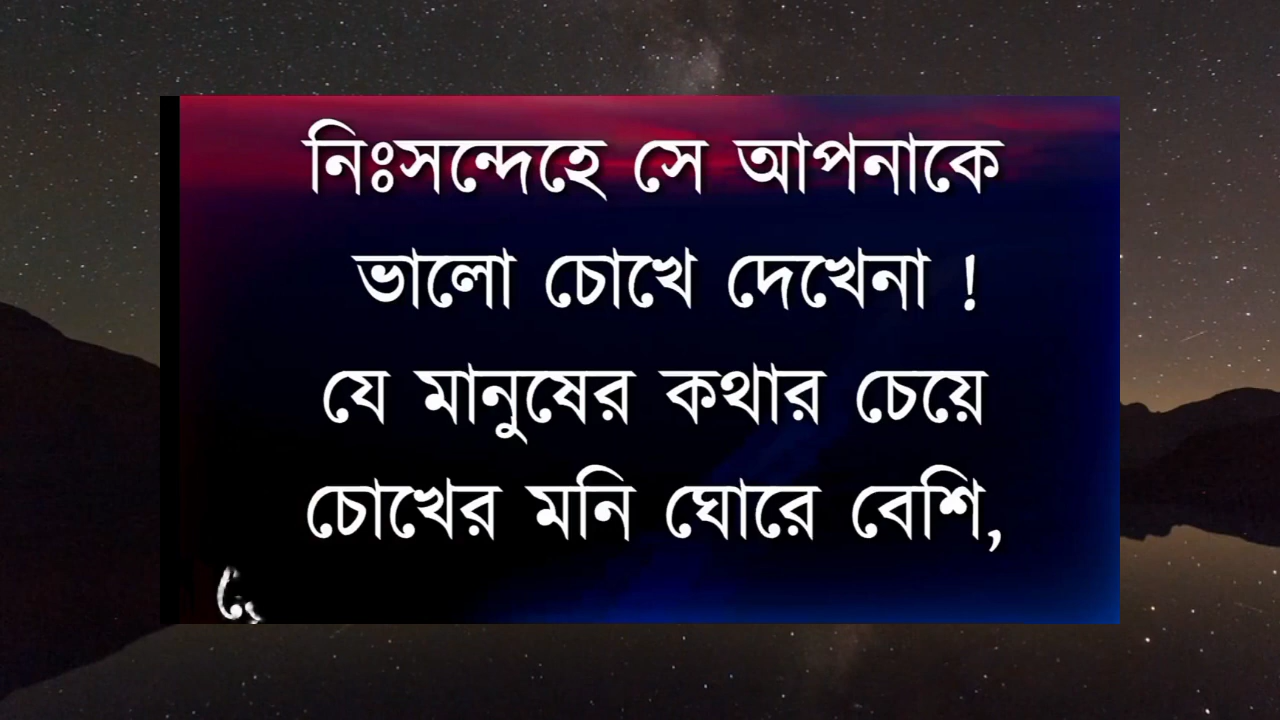 নিঃসন্দেহে সে আপনাকে
ভালো চোখে দেখেনা !
যে মানুষের কথার চেয়ে
চোখের মনি ঘোরে বেশি,